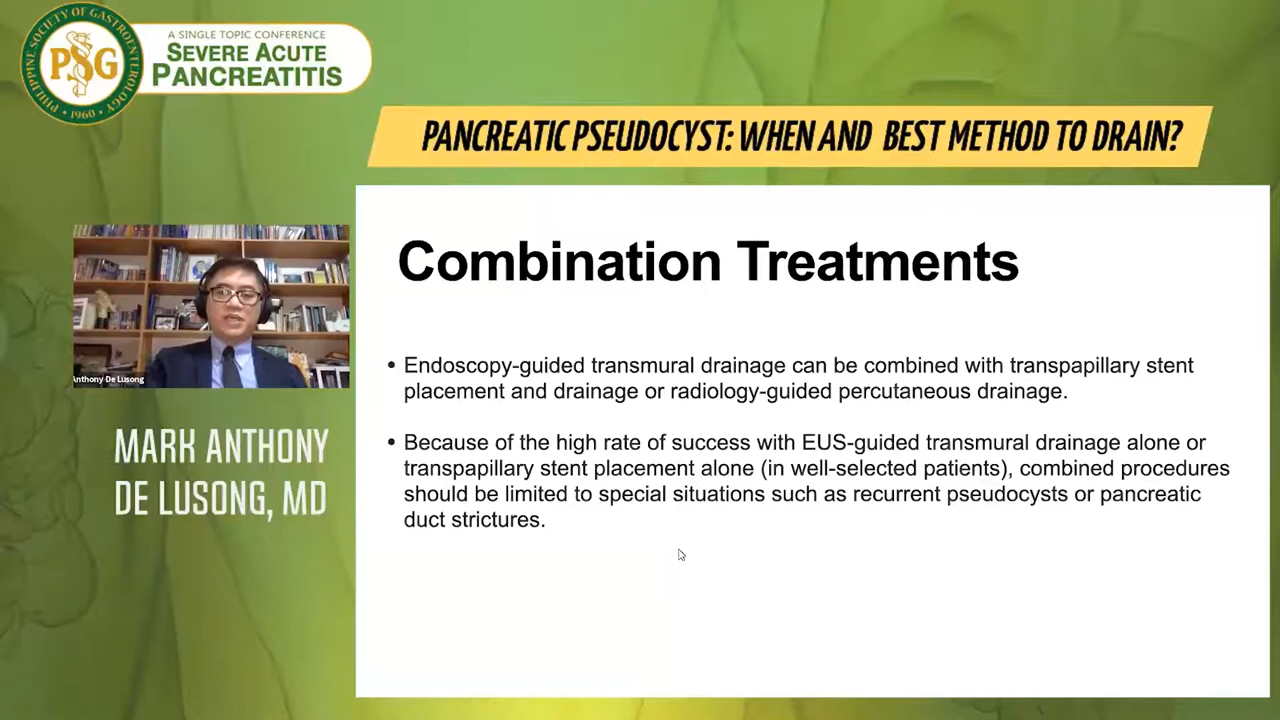 PHILIPPINE SOCIETY OF GASTROENTEROLOGY
PSG
• 1960 •
A SINGLE TOPIC CONFERENCE
SEVERE ACUTE
PANCREATITIS
PANCREATIC PSEUDOCYST: WHEN AND BEST METHOD TO DRAIN?
Combination Treatments
• Endoscopy-guided transmural drainage can be combined with transpapillary stent
placement and drainage or radiology-guided percutaneous drainage.
• Because of the high rate of success with EUS-guided transmural drainage alone or
transpapillary stent placement alone (in well-selected patients), combined procedures
should be limited to special situations such as recurrent pseudocysts or pancreatic
duct strictures.
Anthony De Lusong
MARK ANTHONY
DE LUSONG, MD